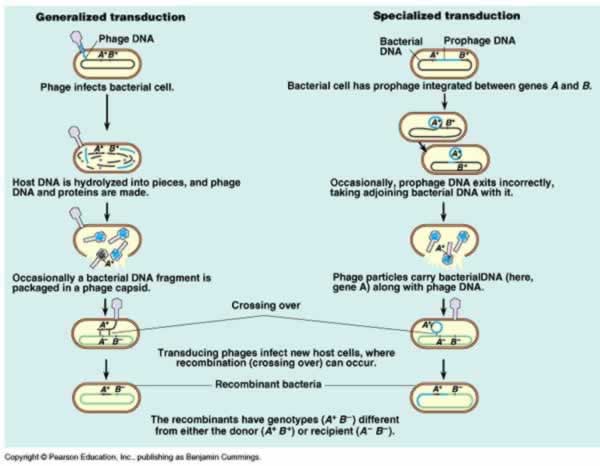 Generalized transduction
Phage DNA
A⁺ B⁺
Phage infects bacterial cell.
A⁺ B⁺
Host DNA is hydrolyzed into pieces, and phage
DNA and proteins are made.
A⁺
Occasionally a bacterial DNA fragment is
packaged in a phage capsid.
Specialized transduction
Bacterial
DNA
Prophage DNA
A⁺ B⁺
Bacterial cell has prophage integrated between genes A and B.
A⁺ B⁺
A⁺
B⁺
Occasionally, prophage DNA exits incorrectly,
taking adjoining bacterial DNA with it.
A⁺
Phage particles carry bacterialDNA (here,
gene A) along with phage DNA.
Crossing over
A⁺
A⁻ B⁻
A⁺
A⁻ B⁻
Transducing phages infect new host cells, where
recombination (crossing over) can occur.
Recombinant bacteria
A⁺ B⁻
A⁺ B⁻
The recombinants have genotypes (A⁺ B⁻) different
from either the donor (A⁺ B⁺) or recipient (A⁻ B⁻).
Copyright © Pearson Education, Inc., publishing as Benjamin Cummings.